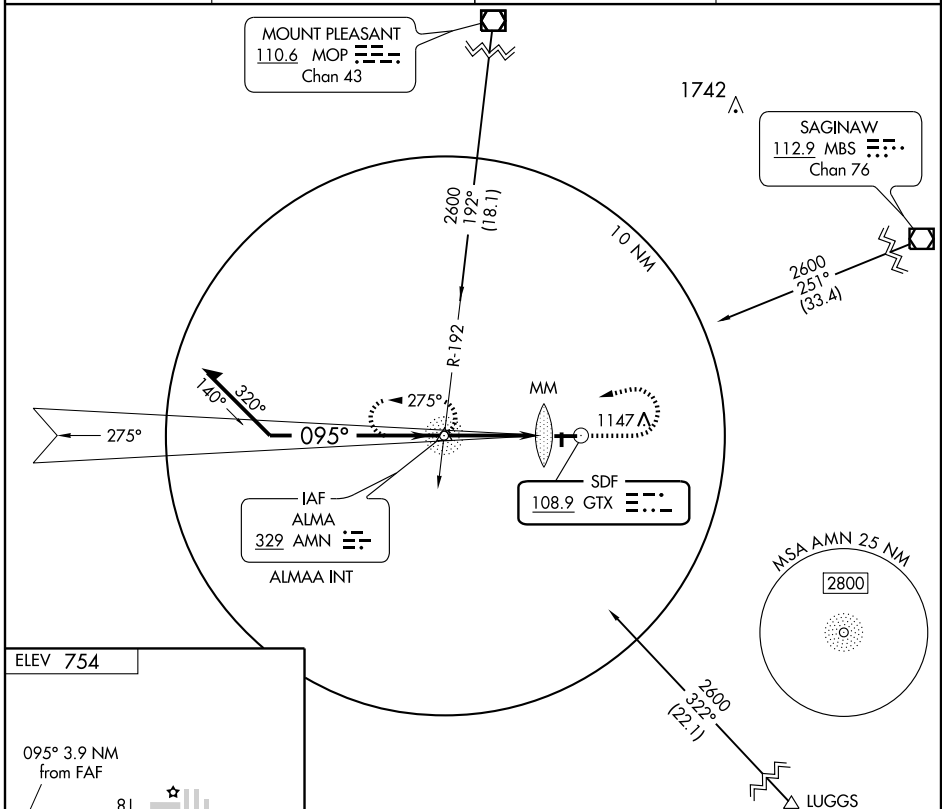 MOUNT PLEASANT
110.6 MOP
Chan 43
1742
SAGINAW
112.9 MBS
Chan 76
2600
192°
(18.1)
10 NM
2600
251°
(33.4)
R-192
MM
320°
140°
275°
1147
275°
095°
SDF
108.9 GTX
IAF
ALMA
329 AMN
ALMAA INT
MSA AMN 25 NM
2800
ELEV 754
2600
322°
(22.1)
095° 3.9 NM
from FAF
LUGGS